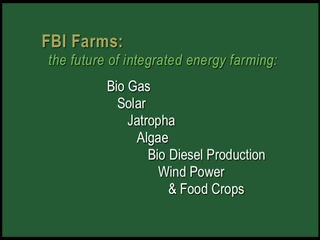 FBI Farms:
the future of integrated energy farming:
Bio Gas
Solar
Jatropha
Algae
Bio Diesel Production
Wind Power
& Food Crops